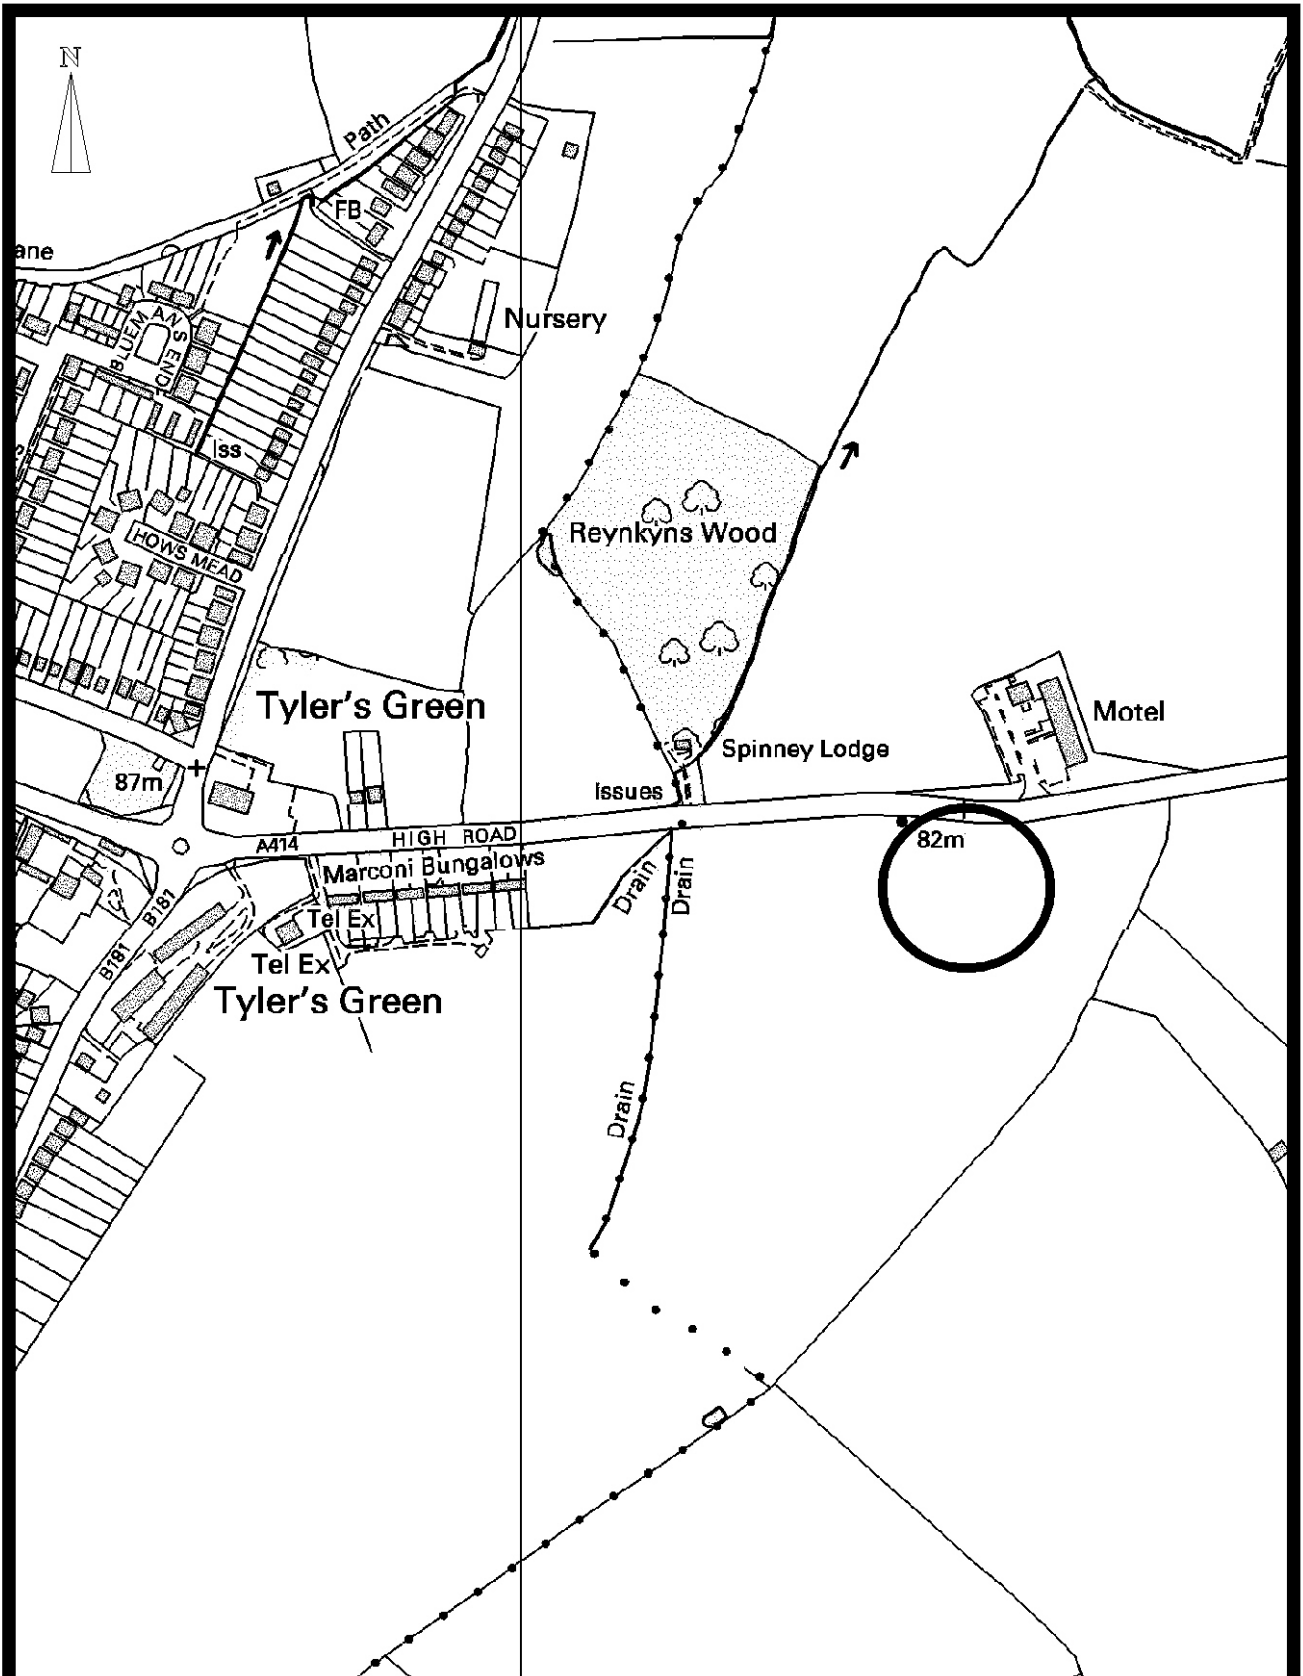 N
Path
FB
ane
Nursery
BLUEMANS END
Iss
Reynkyns Wood
HOWS MEAD
Tyler's Green
Motel
Spinney Lodge
87m
Issues
HIGH ROAD
A414
82m
Marconi Bungalows
Drain
Drain
B181
Tel Ex
B181
Tel Ex
Tyler's Green
Drain